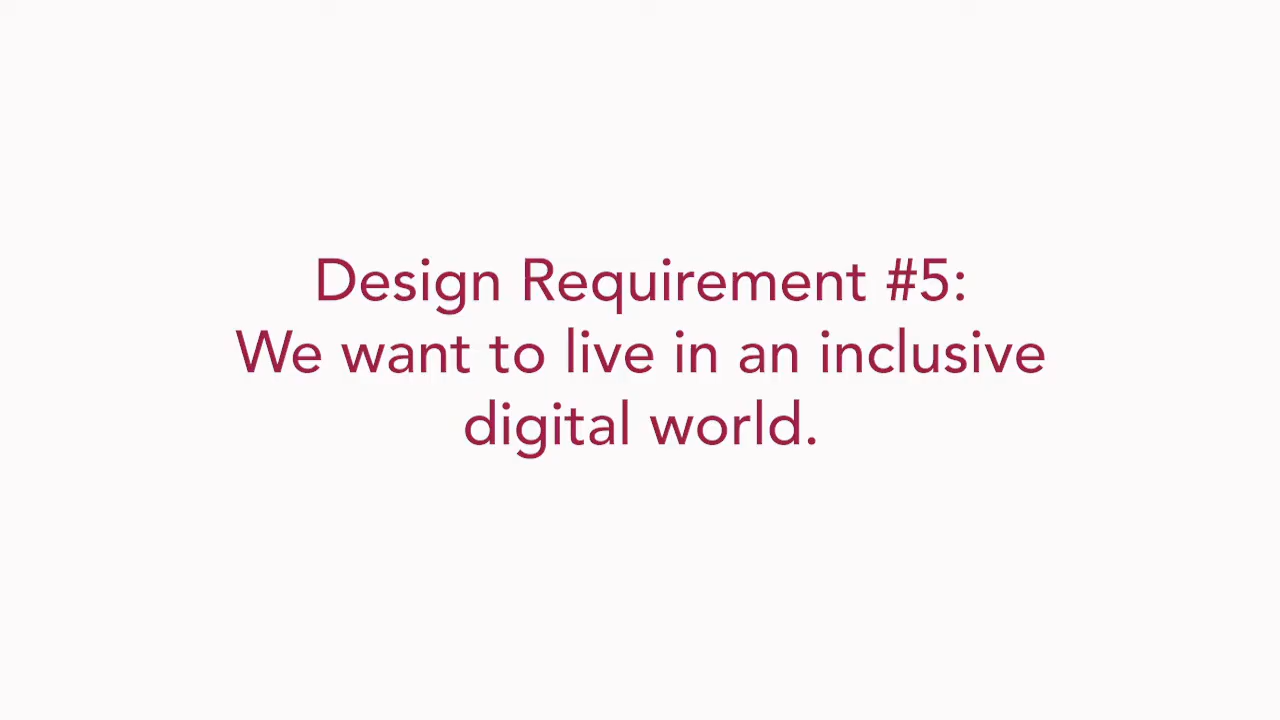 Design Requirement #5:
We want to live in an inclusive
digital world.